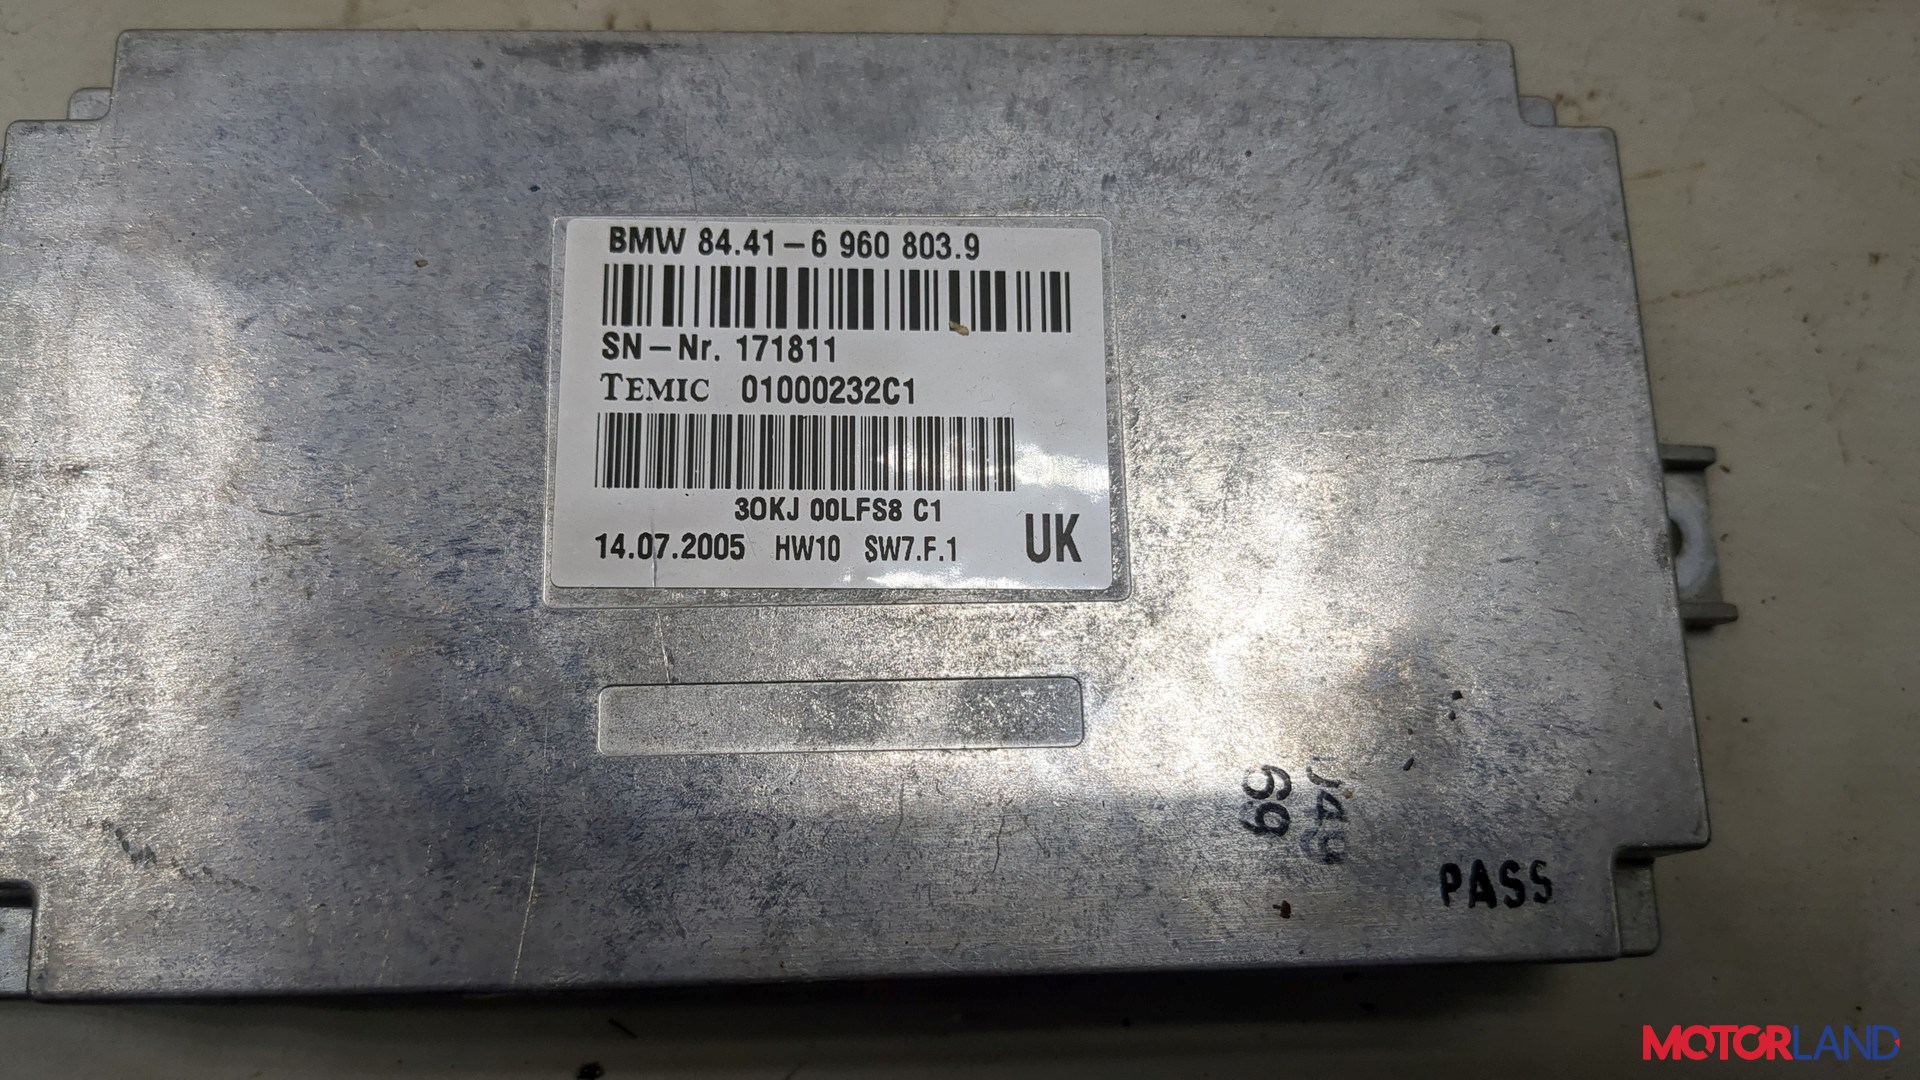 BMW 84.41-6 960 803.9
SN-Nr. 171811
TEMIC 01000232C1
30KJ 00LFS8 C1
14.07.2005 HW10 SW7.F.1 UK
69
PASS
MOTORLAND